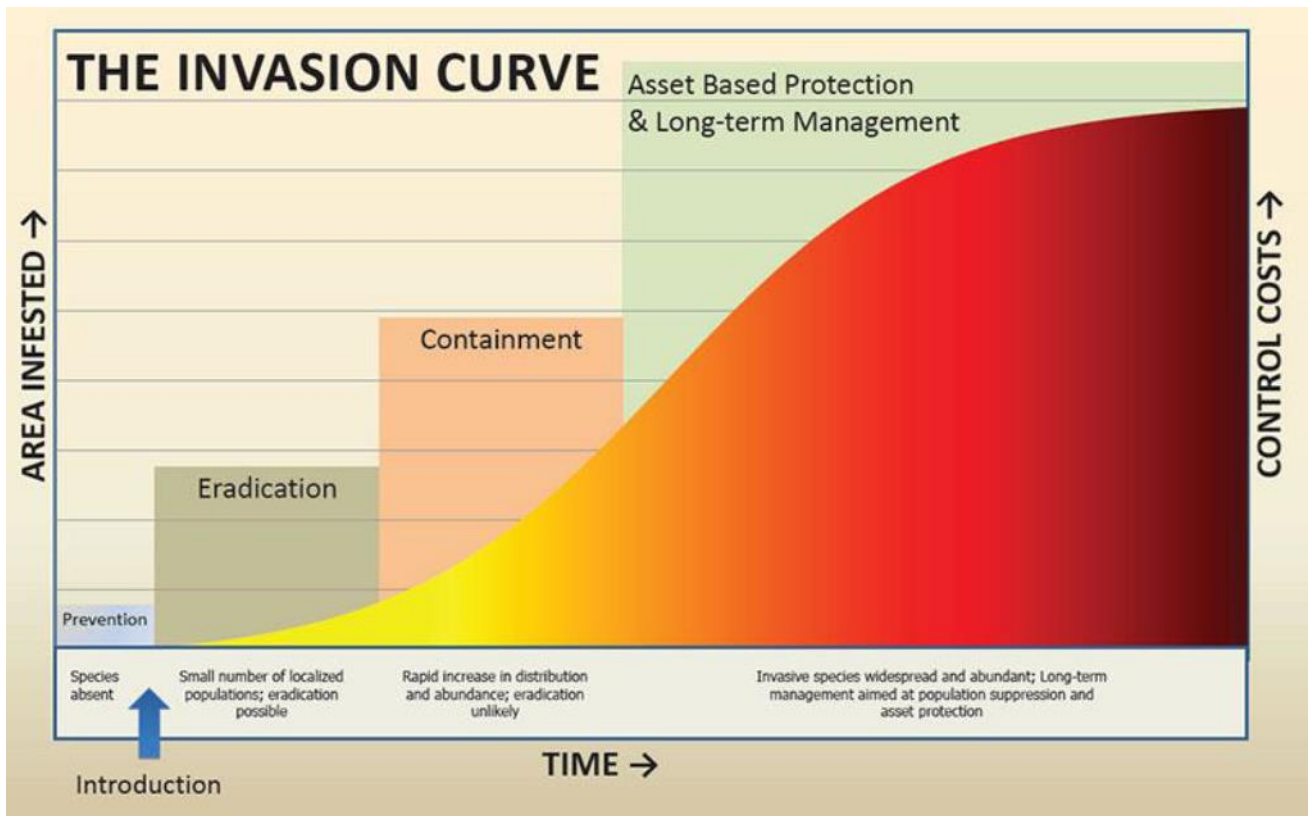 THE INVASION CURVE
Asset Based Protection
& Long-term Management
AREA INFESTED →
CONTROL COSTS →
Containment
Eradication
Prevention
Species
absent
Small number of localized
populations; eradication
possible
Rapid increase in distribution
and abundance; eradication
unlikely
Invasive species widespread and abundant; Long-term
management aimed at population suppression and
asset protection
TIME →
Introduction